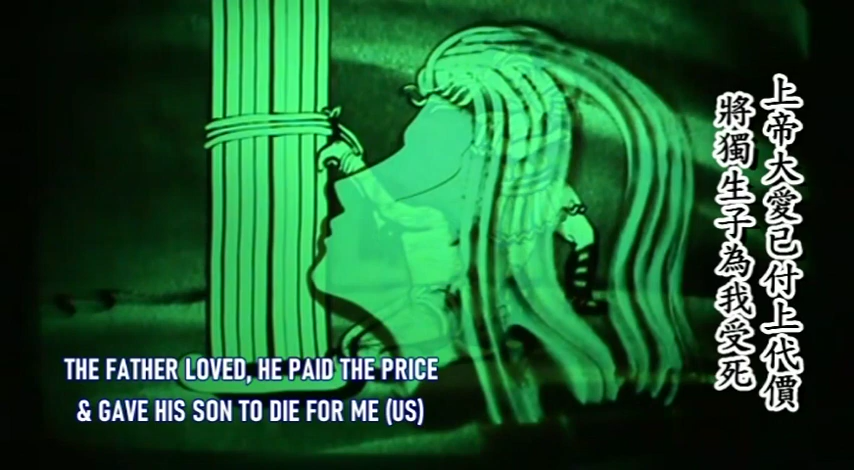 上帝大愛已付上代價
將獨生子為我受死
THE FATHER LOVED, HE PAID THE PRICE
& GAVE HIS SON TO DIE FOR ME (US)